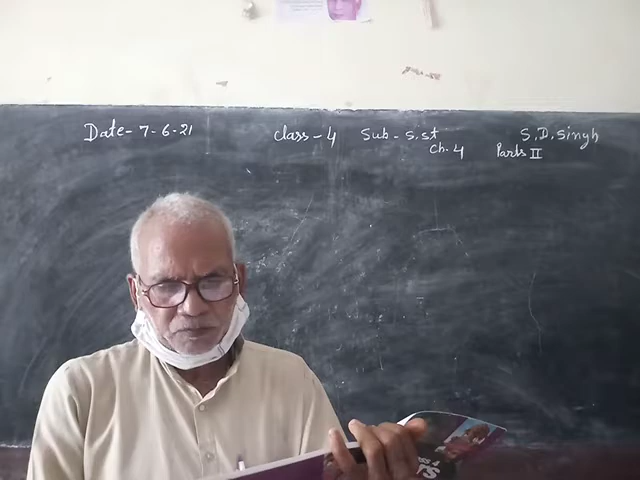 Date - 7-6-21 Class - 4 Sub - S.st S.D. Singh
Ch. 4 Parts II